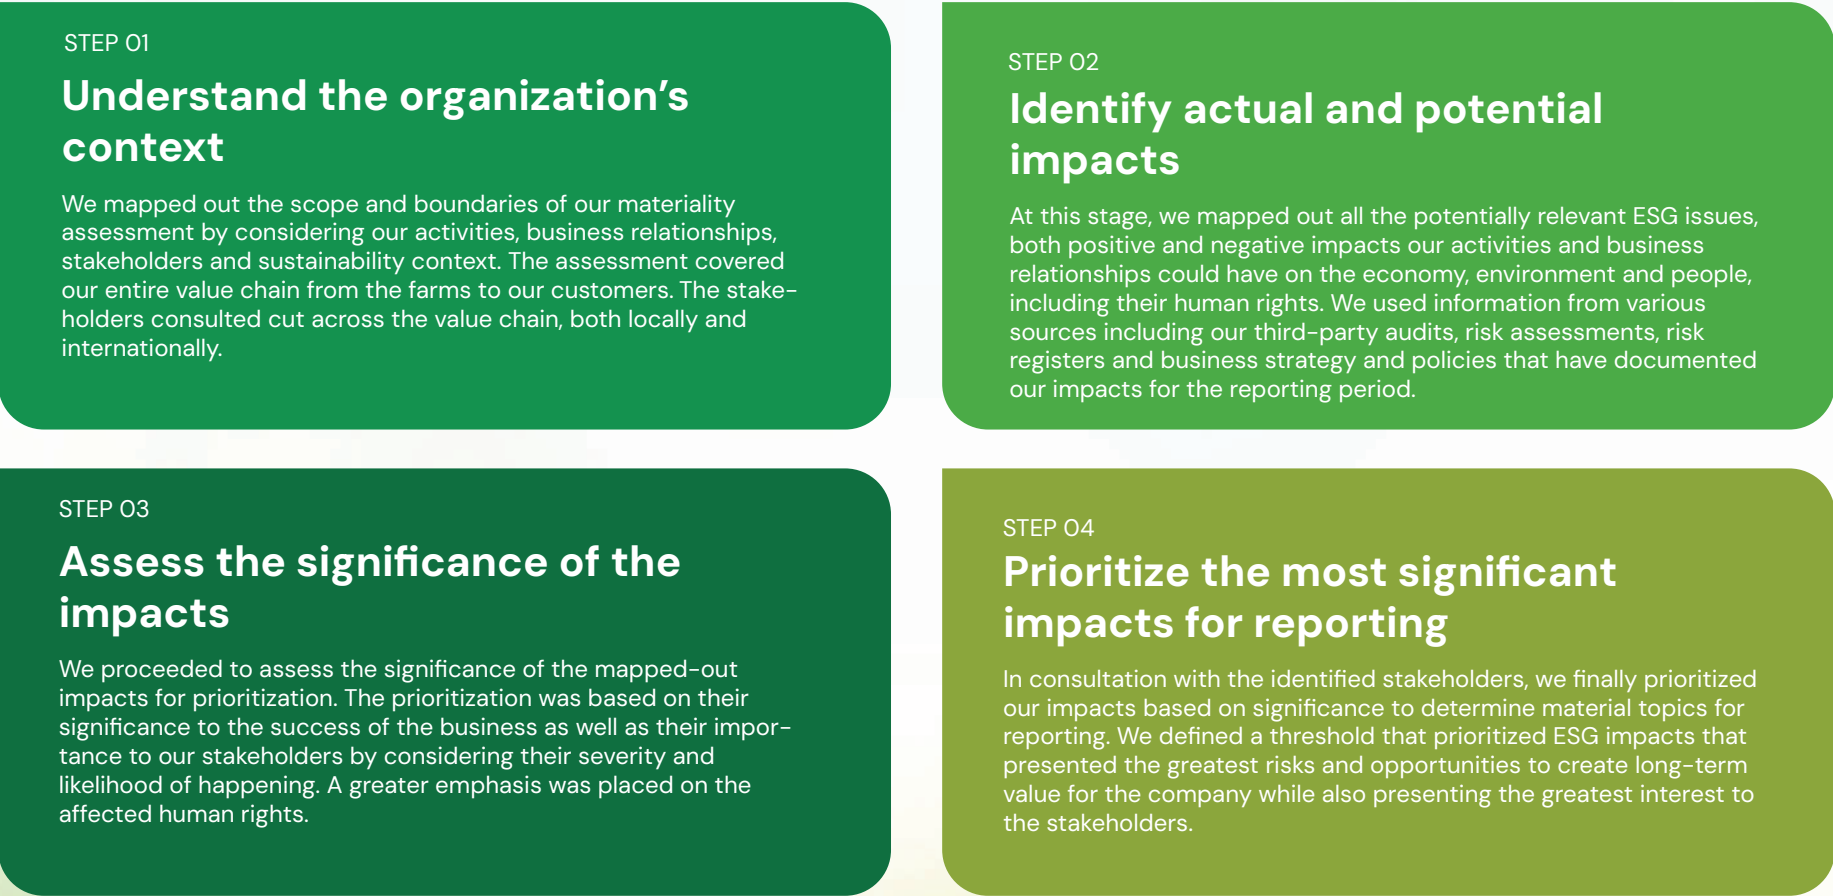 STEP 01
Understand the organization’s
context
We mapped out the scope and boundaries of our materiality
assessment by considering our activities, business relationships,
stakeholders and sustainability context. The assessment covered
our entire value chain from the farms to our customers. The stake-
holders consulted cut across the value chain, both locally and
internationally.
STEP 02
Identify actual and potential
impacts
At this stage, we mapped out all the potentially relevant ESG issues,
both positive and negative impacts our activities and business
relationships could have on the economy, environment and people,
including their human rights. We used information from various
sources including our third-party audits, risk assessments, risk
registers and business strategy and policies that have documented
our impacts for the reporting period.
STEP 03
Assess the significance of the
impacts
We proceeded to assess the significance of the mapped-out
impacts for prioritization. The prioritization was based on their
significance to the success of the business as well as their impor-
tance to our stakeholders by considering their severity and
likelihood of happening. A greater emphasis was placed on the
affected human rights.
STEP 04
Prioritize the most significant
impacts for reporting
In consultation with the identified stakeholders, we finally prioritized
our impacts based on significance to determine material topics for
reporting. We defined a threshold that prioritized ESG impacts that
presented the greatest risks and opportunities to create long-term
value for the company while also presenting the greatest interest to
the stakeholders.